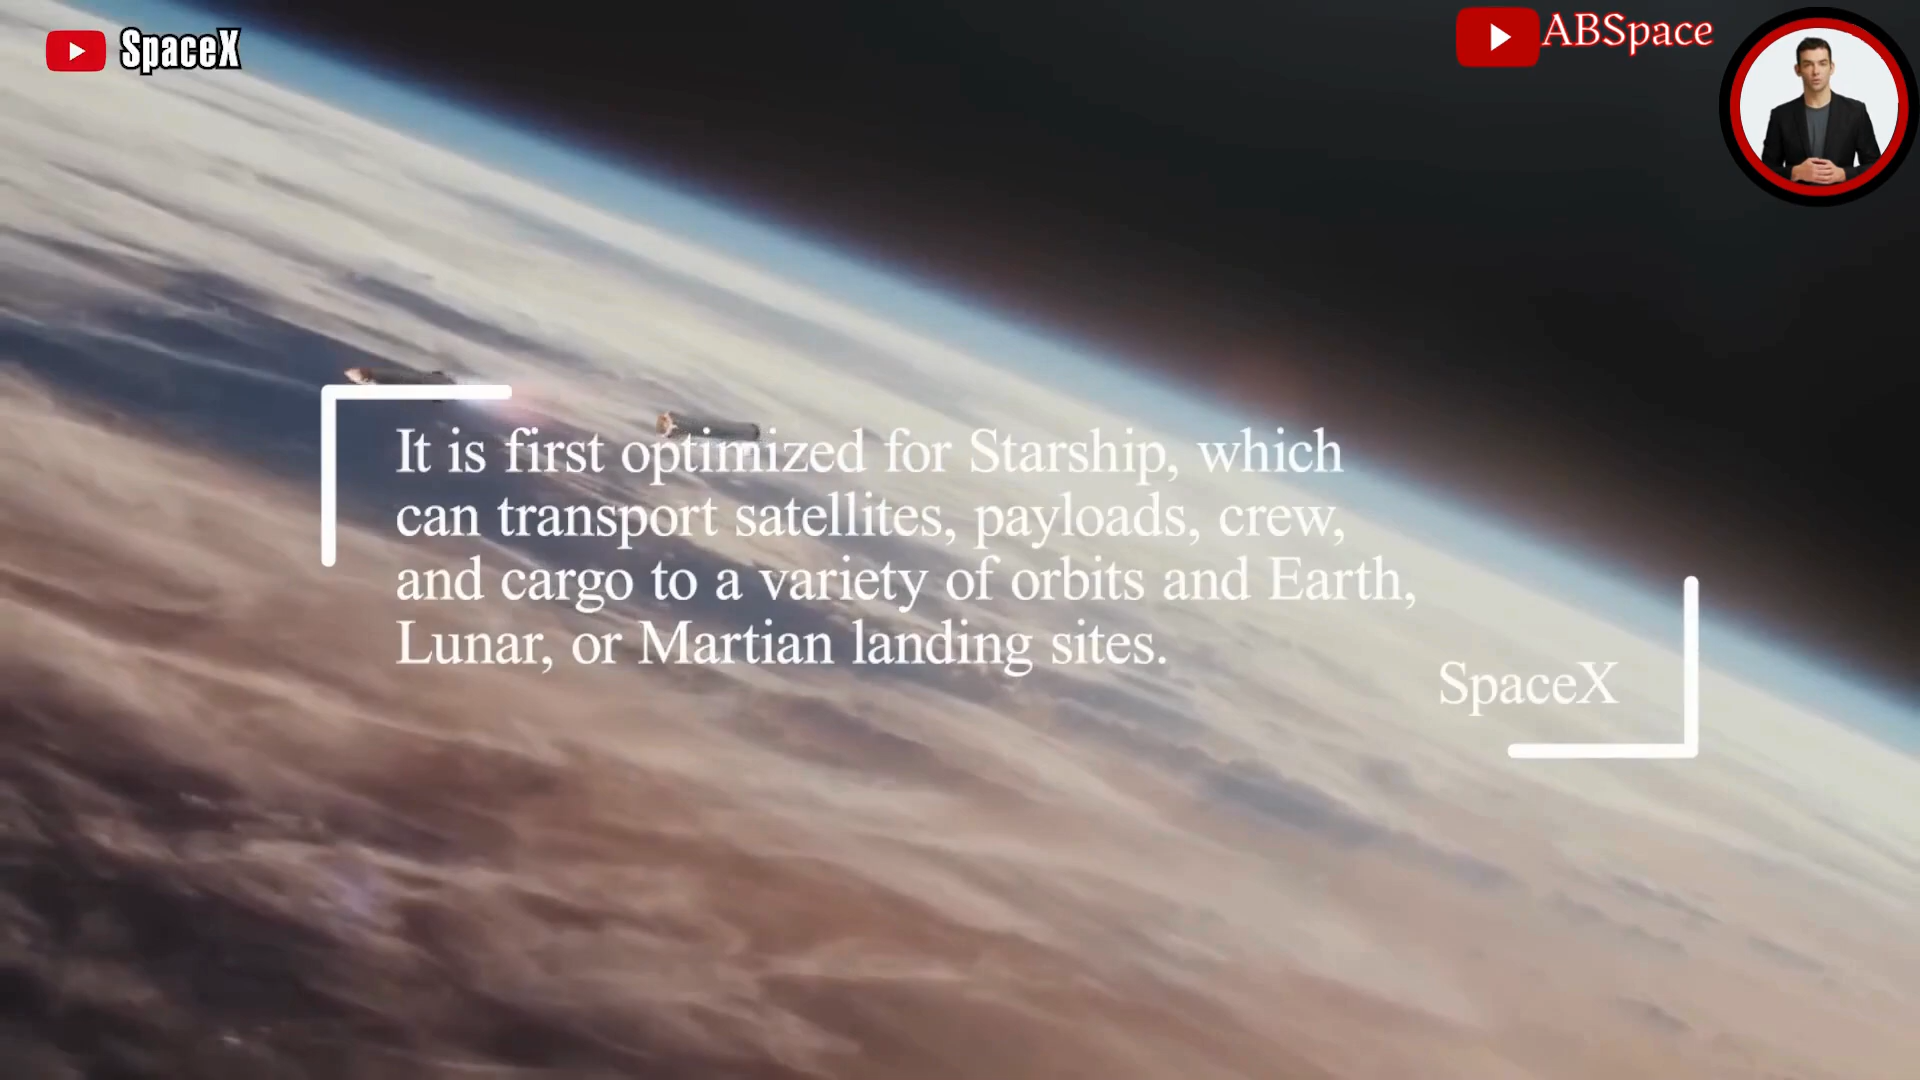 SpaceX
ABSpace
It is first optimized for Starship, which
can transport satellites, payloads, crew,
and cargo to a variety of orbits and Earth,
Lunar, or Martian landing sites.
SpaceX